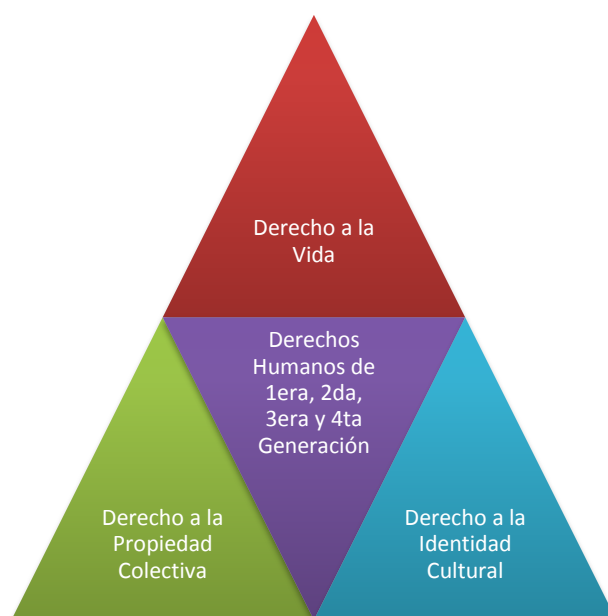 Derecho a la
Vida
Derechos
Humanos de
1era, 2da,
3era y 4ta
Generación
Derecho a la
Propiedad
Colectiva
Derecho a la
Identidad
Cultural